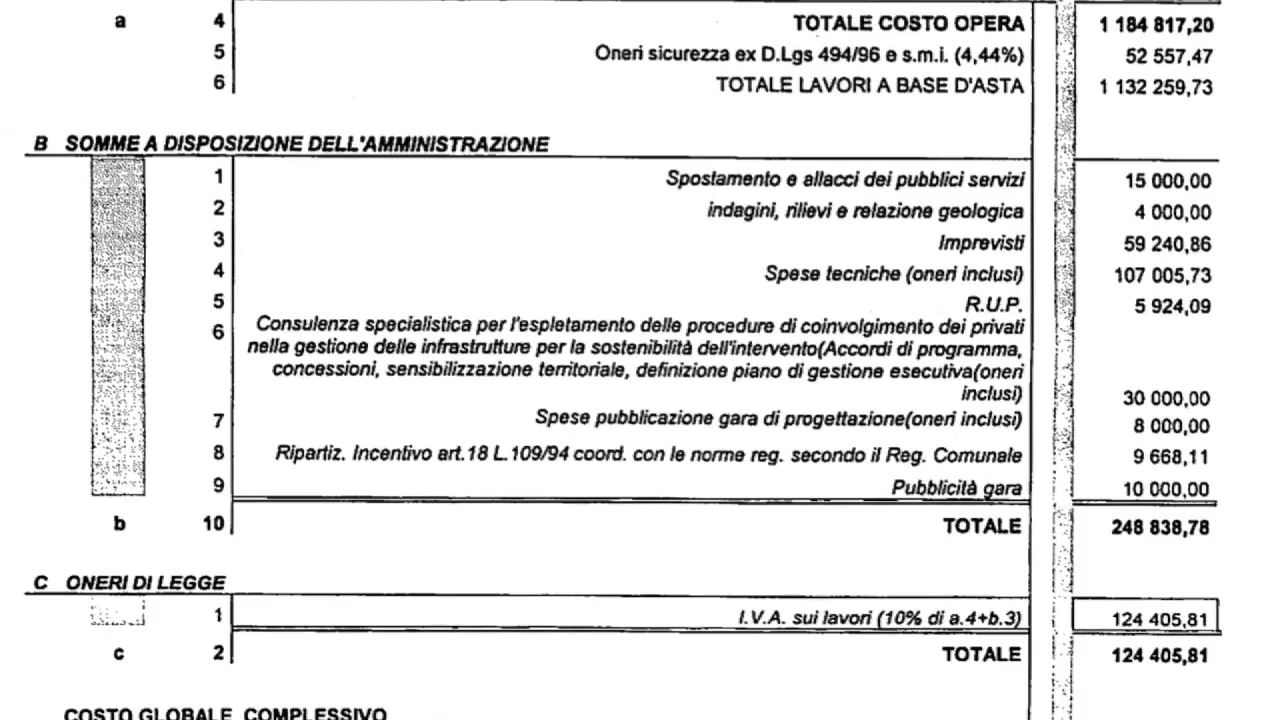 a 4 TOTALE COSTO OPERA 1 184 817,20
5 Oneri sicurezza ex D.Lgs 494/96 e s.m.i. (4,44%) 52 557,47
6 TOTALE LAVORI A BASE D'ASTA 1 132 259,73
B SOMME A DISPOSIZIONE DELL'AMMINISTRAZIONE
1 Spostamento e allacci dei pubblici servizi 15 000,00
2 indagini, rilievi e relazione geologica 4 000,00
3 Imprevisti 59 240,86
4 Spese tecniche (oneri inclusi) 107 005,73
5 R.U.P. 5 924,09
6 Consulenza specialistica per l'espletamento delle procedure di coinvolgimento dei privati
nella gestione delle infrastrutture per la sostenibilità dell'intervento(Accordi di programma,
concessioni, sensibilizzazione territoriale, definizione piano di gestione esecutiva(oneri
inclusi) 30 000,00
7 Spese pubblicazione gara di progettazione(oneri inclusi) 8 000,00
8 Ripartiz. Incentivo art.18 L.109/94 coord. con le norme reg. secondo il Reg. Comunale 9 668,11
9 Pubblicità gara 10 000,00
b 10 TOTALE 248 838,78
C ONERI DI LEGGE
1 I.V.A. sui lavori (10% di a.4+b.3) 124 405,81
c 2 TOTALE 124 405,81
COSTO GLOBALE COMPLESSIVO